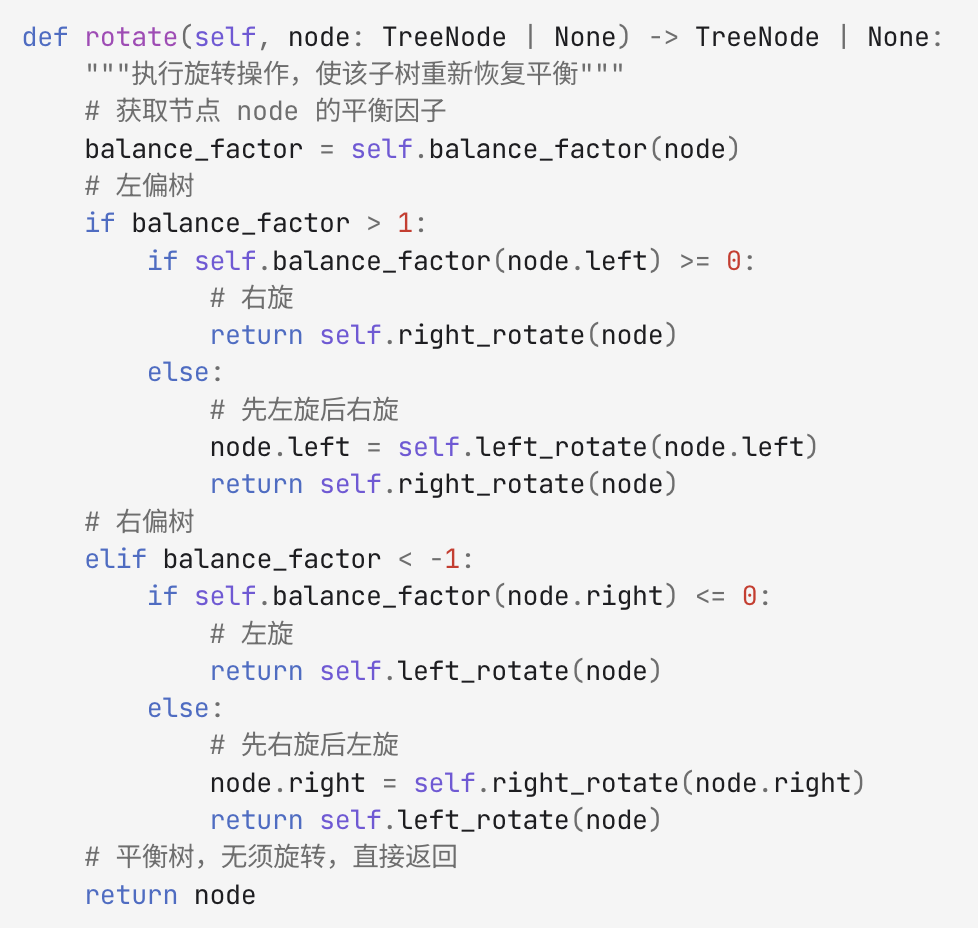 def rotate(self, node: TreeNode | None) -> TreeNode | None:
    """执行旋转操作，使该子树重新恢复平衡"""
    # 获取节点 node 的平衡因子
    balance_factor = self.balance_factor(node)
    # 左偏树
    if balance_factor > 1:
        if self.balance_factor(node.left) >= 0:
            # 右旋
            return self.right_rotate(node)
        else:
            # 先左旋后右旋
            node.left = self.left_rotate(node.left)
            return self.right_rotate(node)
    # 右偏树
    elif balance_factor < -1:
        if self.balance_factor(node.right) <= 0:
            # 左旋
            return self.left_rotate(node)
        else:
            # 先右旋后左旋
            node.right = self.right_rotate(node.right)
            return self.left_rotate(node)
    # 平衡树，无须旋转，直接返回
    return node